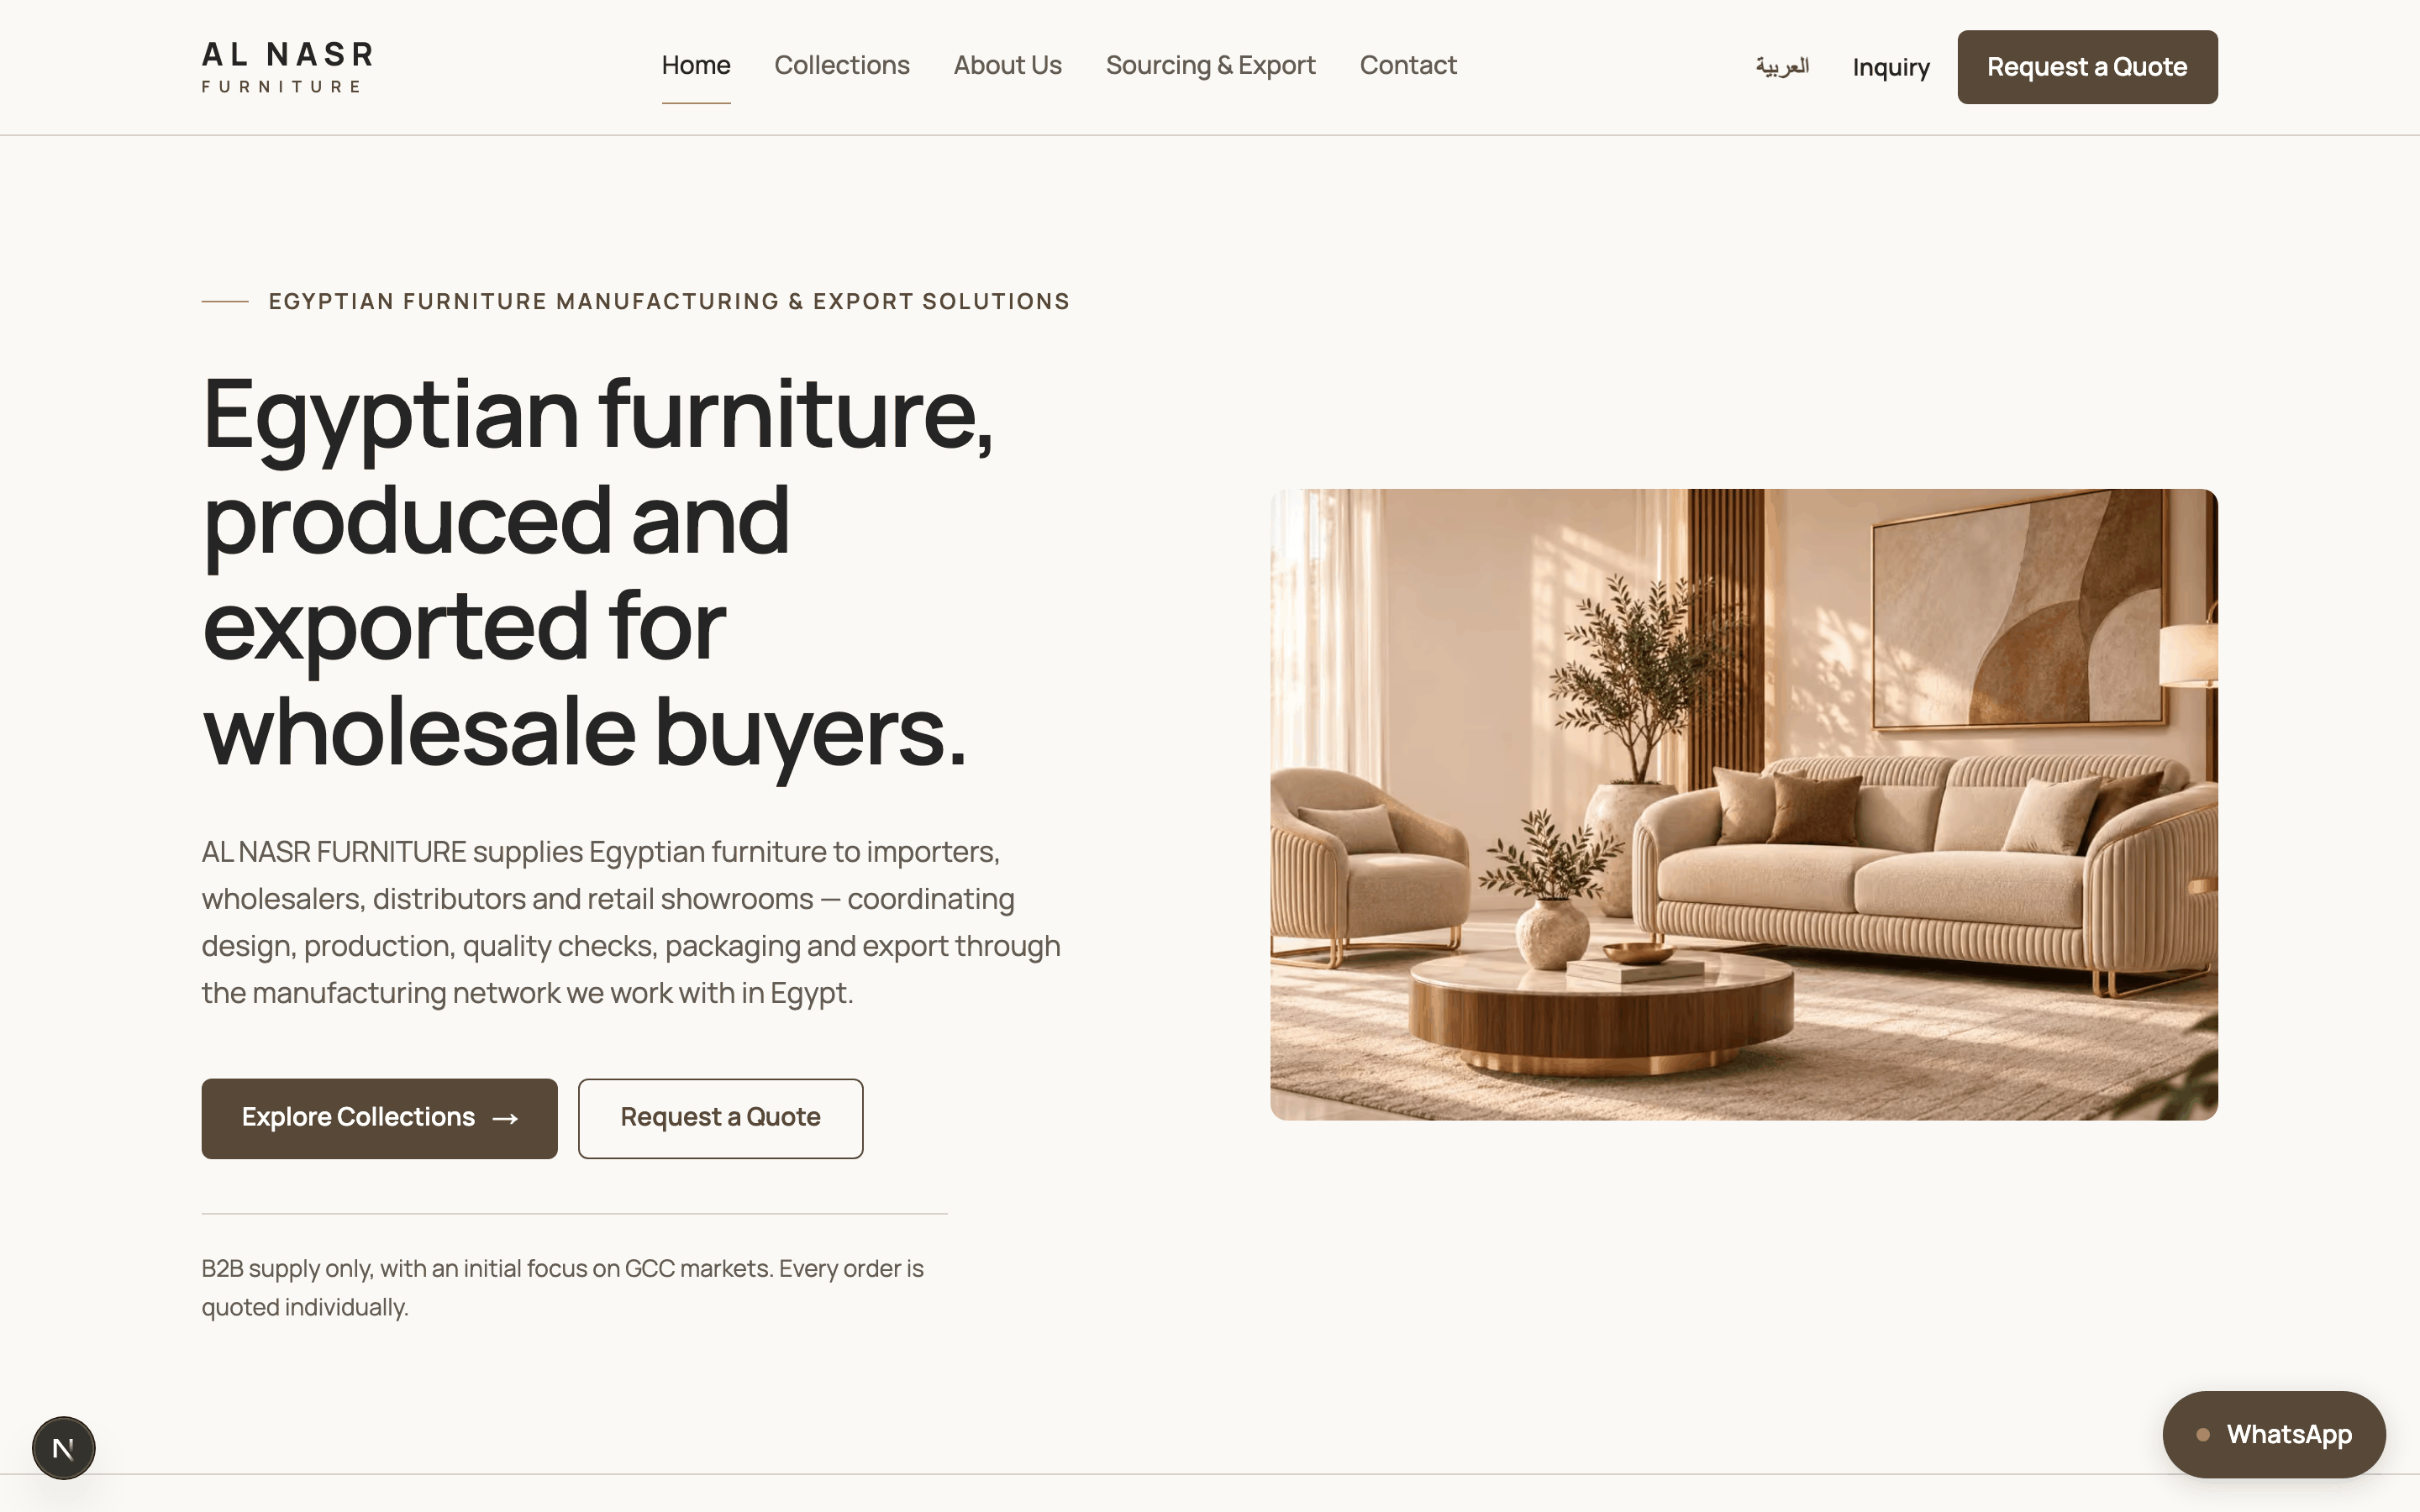 AL NASR
FURNITURE
Home
Collections
About Us
Sourcing & Export
Contact
العربية
Inquiry
Request a Quote
EGYPTIAN FURNITURE MANUFACTURING & EXPORT SOLUTIONS
Egyptian furniture,
produced and
exported for
wholesale buyers.
AL NASR FURNITURE supplies Egyptian furniture to importers,
wholesalers, distributors and retail showrooms — coordinating
design, production, quality checks, packaging and export through
the manufacturing network we work with in Egypt.
Explore Collections →
Request a Quote
B2B supply only, with an initial focus on GCC markets. Every order is
quoted individually.
N
WhatsApp